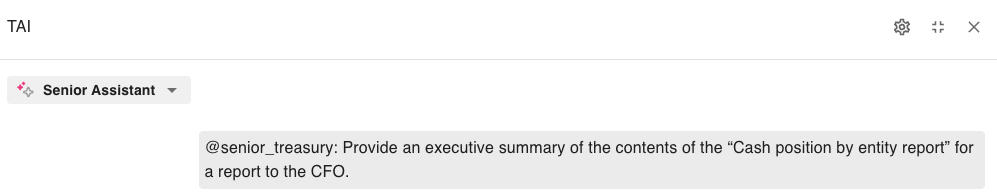 TAI
Senior Assistant
@senior_treasury: Provide an executive summary of the contents of the “Cash position by entity report” for
a report to the CFO.